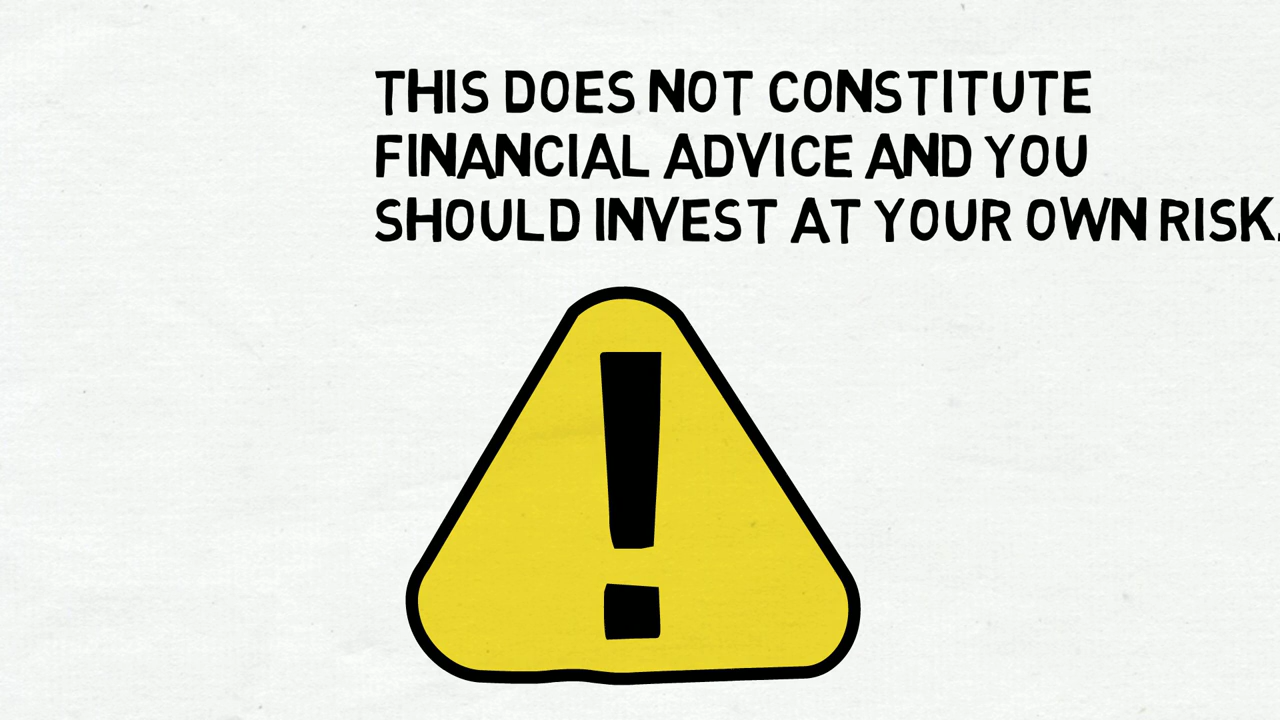 THIS DOES NOT CONSTITUTE
FINANCIAL ADVICE AND YOU
SHOULD INVEST AT YOUR OWN RISK.
!